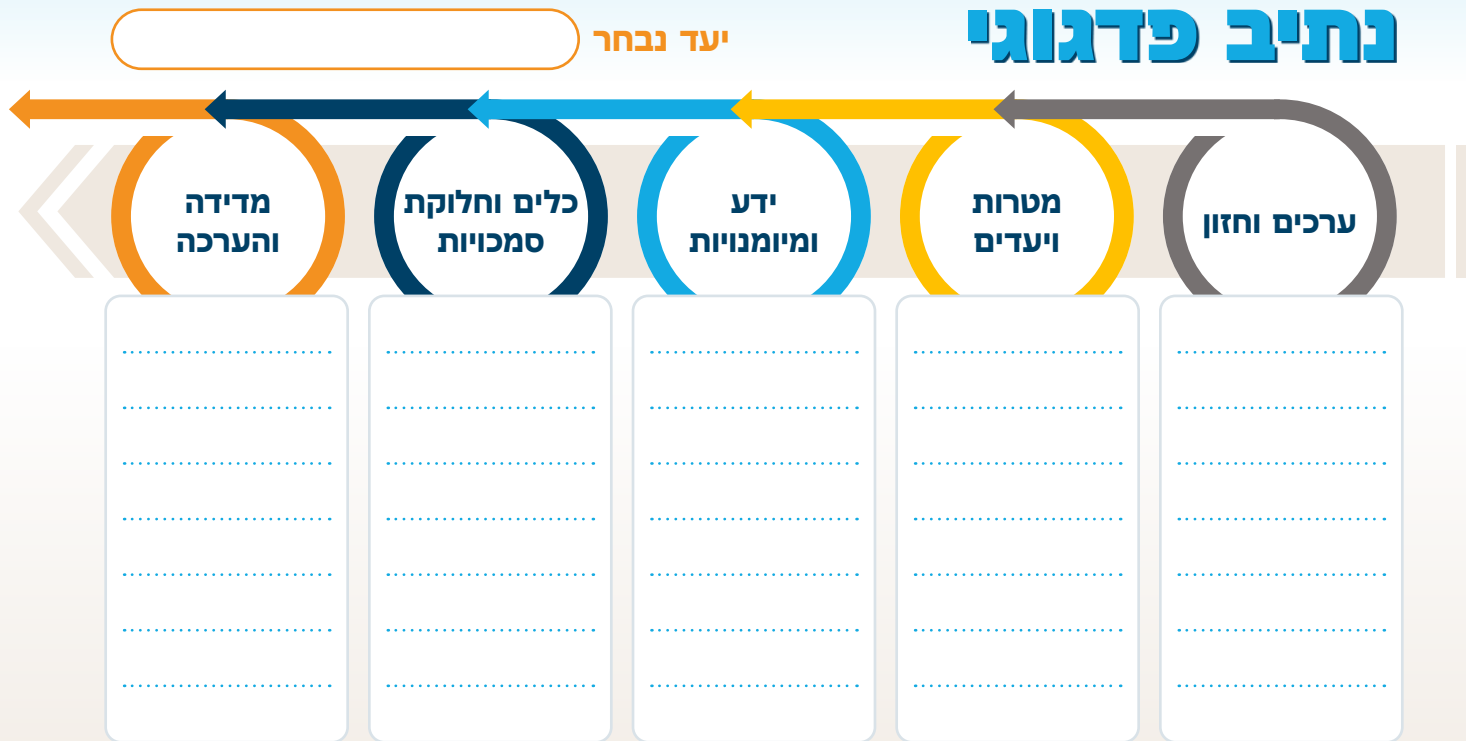 נתיב פדגוגי
יעד נבחר
ערכים וחזון
מטרות
ויעדים
ידע
ומיומנויות
כלים וחלוקת
סמכויות
מדידה
והערכה